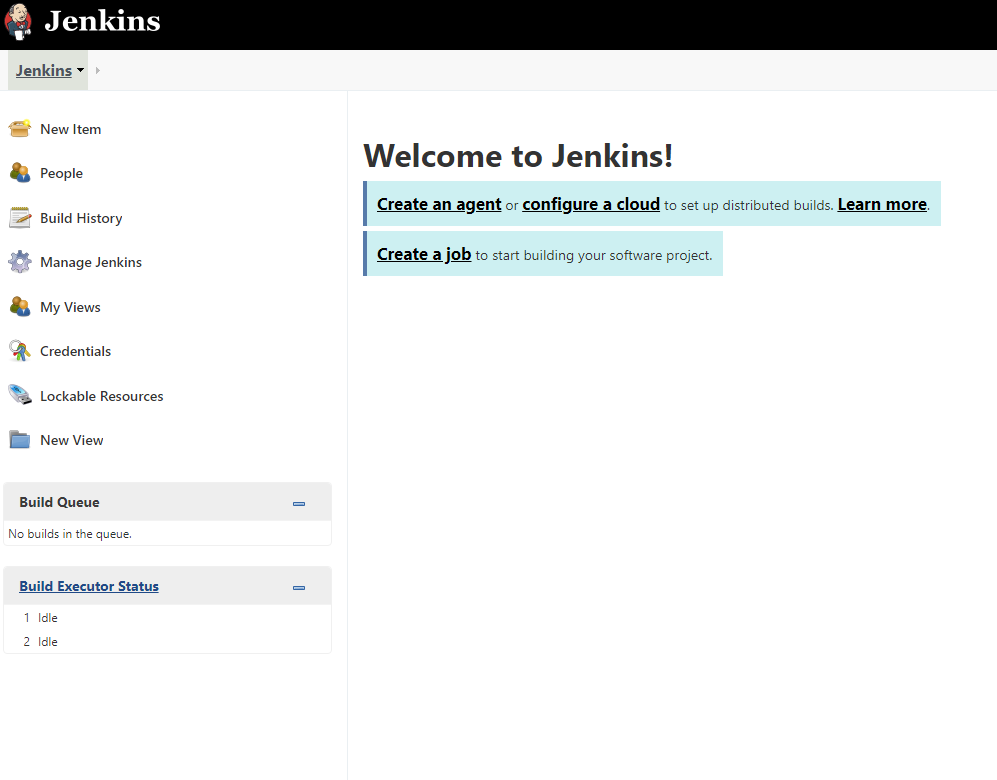 Jenkins
Jenkins
New Item
People
Build History
Manage Jenkins
My Views
Credentials
Lockable Resources
New View
Build Queue
No builds in the queue.
Build Executor Status
1 Idle
2 Idle
Welcome to Jenkins!
Create an agent or configure a cloud to set up distributed builds. Learn more.
Create a job to start building your software project.